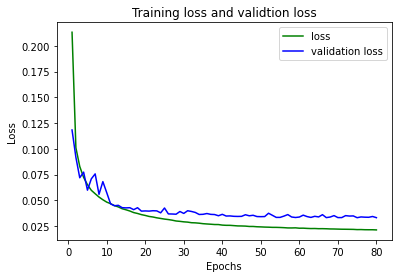 Training loss and validtion loss
loss
validation loss
0.200
0.175
0.150
0.125
0.100
0.075
0.050
0.025
Loss
0 10 20 30 40 50 60 70 80
Epochs